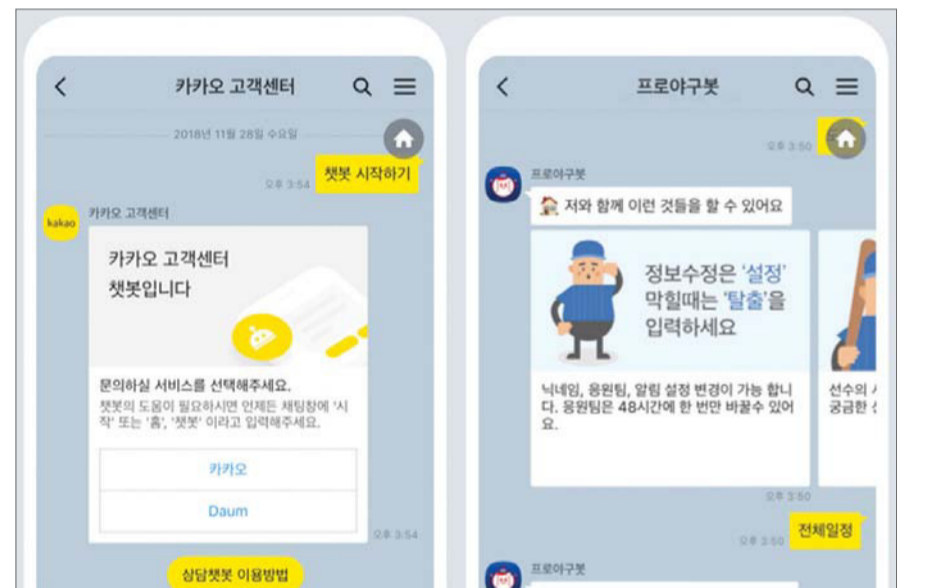 카카오 고객센터
2018년 11월 28일 수요일
챗봇 시작하기
오후 3:54
kakao
카카오 고객센터
카카오 고객센터
챗봇입니다
문의하실 서비스를 선택해주세요.
챗봇의 도움이 필요하시면 언제든 채팅창에 '시
작' 또는 '홈', '챗봇' 이라고 입력해주세요.
카카오
Daum
오후 3:54
상담챗봇 이용방법
프로야구봇
오후 3:50
프로야구봇
저와 함께 이런 것들을 할 수 있어요
정보수정은 '설정'
막힐때는 '탈출'을
입력하세요
닉네임, 응원팀, 알림 설정 변경이 가능 합니
다. 응원팀은 48시간에 한 번만 바꿀수 있어
요.
선수의
궁금한
오후 3:50
전체일정
오후 3:50
프로야구봇